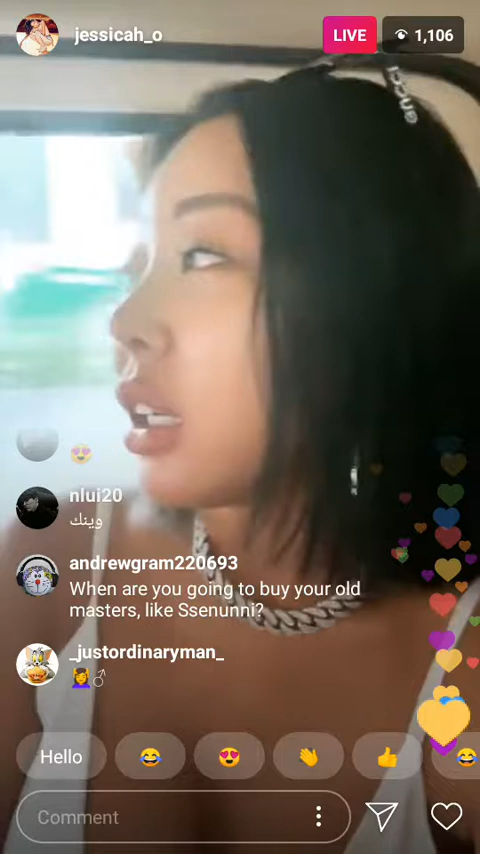 jessicah_o
LIVE
1,106
GUCCI
😍
nlui20
وينك
andrewgram220693
When are you going to buy your old
masters, like Ssenunni?
_justordinaryman_
💆‍♂
Hello 😂 😍 👏 👍 😂
Comment